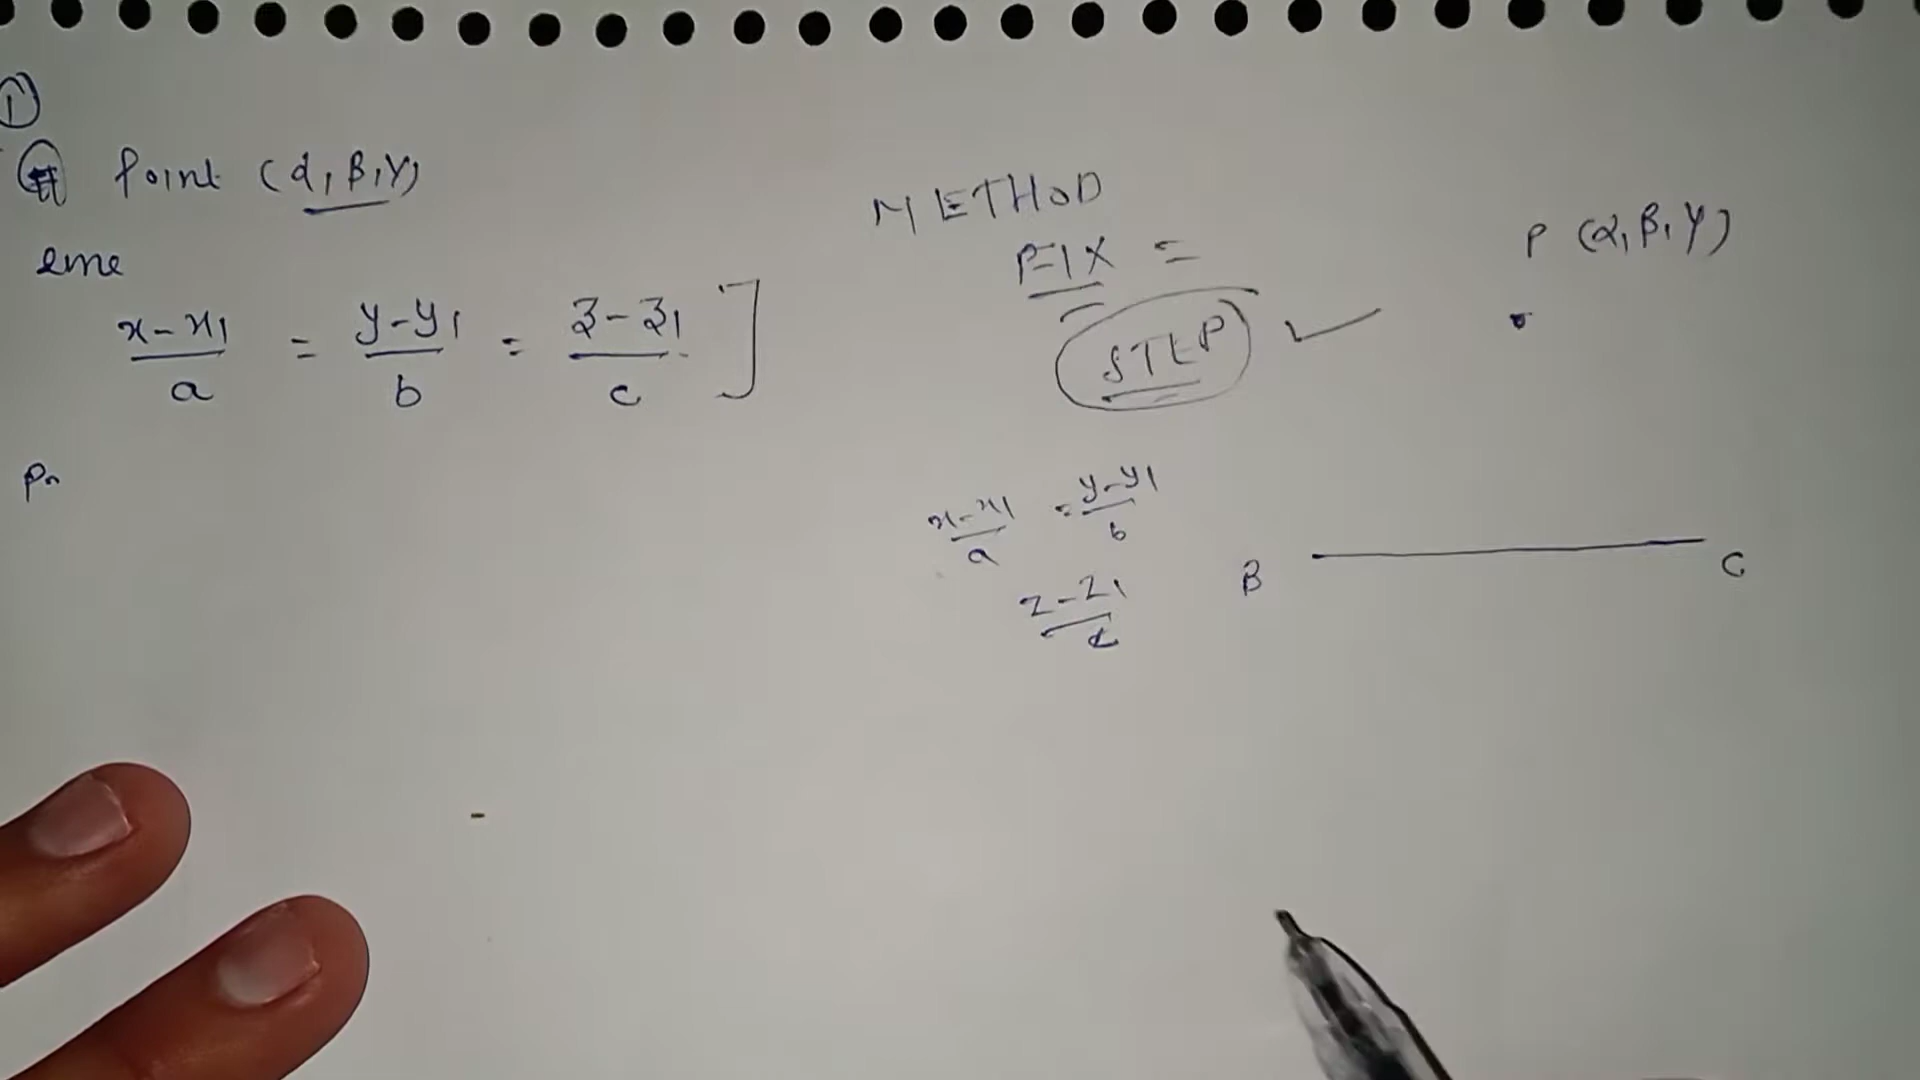 ①
# Point (α, β, γ)
line
x-x1/a = y-y1/b = z-z1/c ]
METHOD
FIX =
STEP ✓
P (α, β, γ)
x-x1/a = y-y1/b
z-z1/c
B C